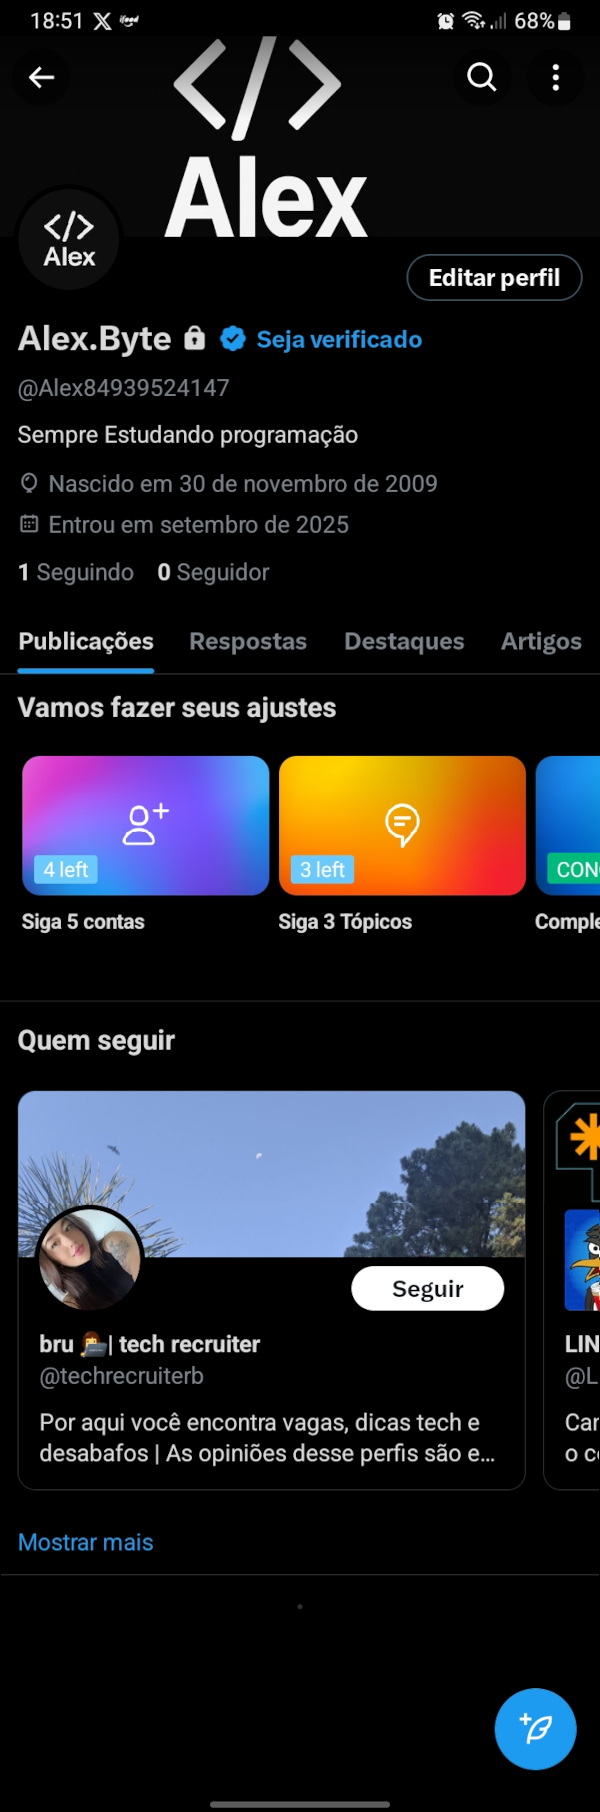 18:51 X ifood 68%
</>
Alex
</>
Alex
Editar perfil
Alex.Byte Seja verificado
@Alex84939524147
Sempre Estudando programação
Nascido em 30 de novembro de 2009
Entrou em setembro de 2025
1 Seguindo 0 Seguidor
Publicações Respostas Destaques Artigos
Vamos fazer seus ajustes
4 left 3 left CON
Siga 5 contas Siga 3 Tópicos Comple
Quem seguir
Seguir
bru 👩‍💻| tech recruiter LIN
@techrecruiterb @L
Por aqui você encontra vagas, dicas tech e Car
desabafos | As opiniões desse perfis são e... o c
Mostrar mais